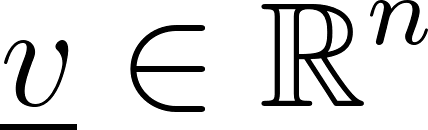 v ∈ ℝⁿ